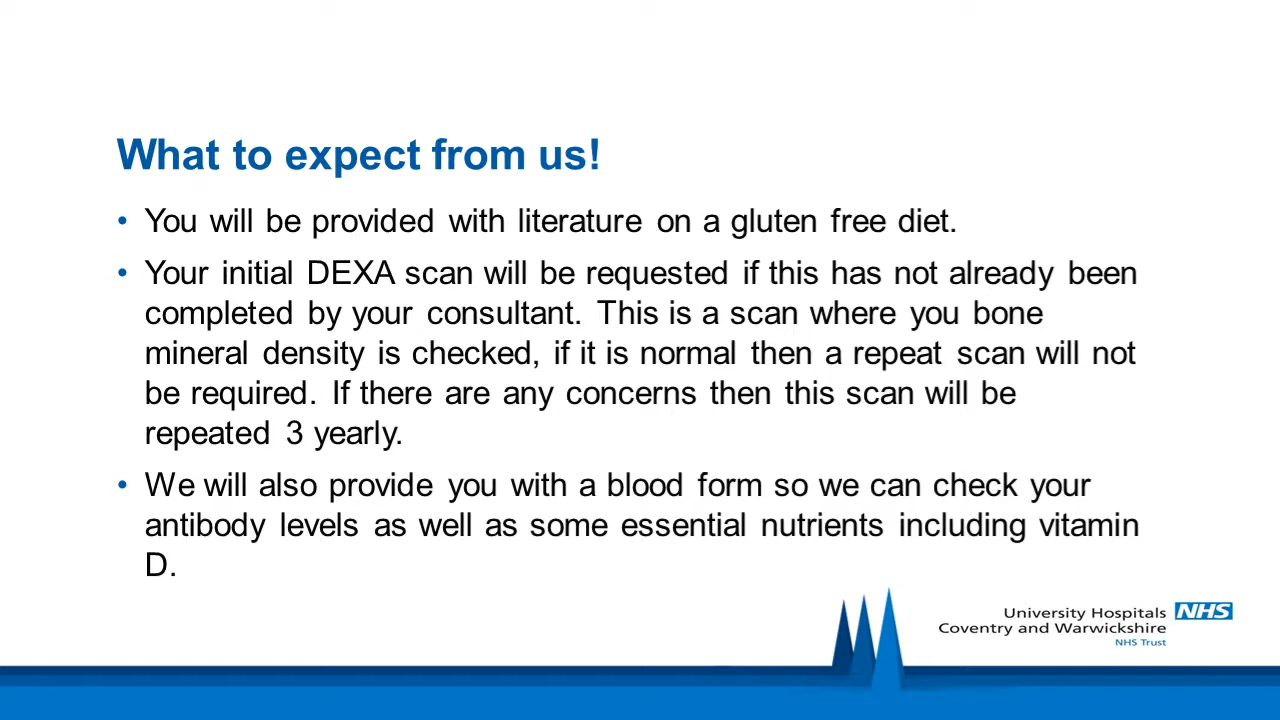 What to expect from us!
• You will be provided with literature on a gluten free diet.
• Your initial DEXA scan will be requested if this has not already been
completed by your consultant. This is a scan where you bone
mineral density is checked, if it is normal then a repeat scan will not
be required. If there are any concerns then this scan will be
repeated 3 yearly.
• We will also provide you with a blood form so we can check your
antibody levels as well as some essential nutrients including vitamin
D.
University Hospitals NHS
Coventry and Warwickshire
NHS Trust